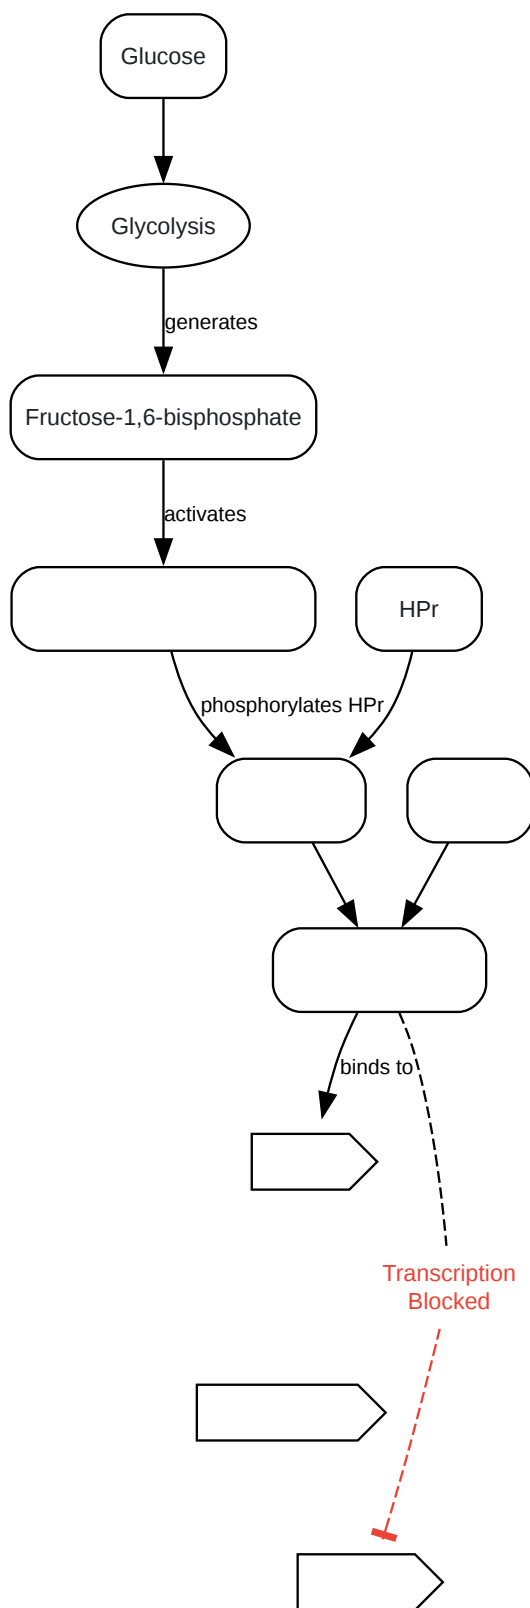 Glucose
Glycolysis
generates
Fructose-1,6-bisphosphate
activates
HPr
phosphorylates HPr
binds to
Transcription
Blocked